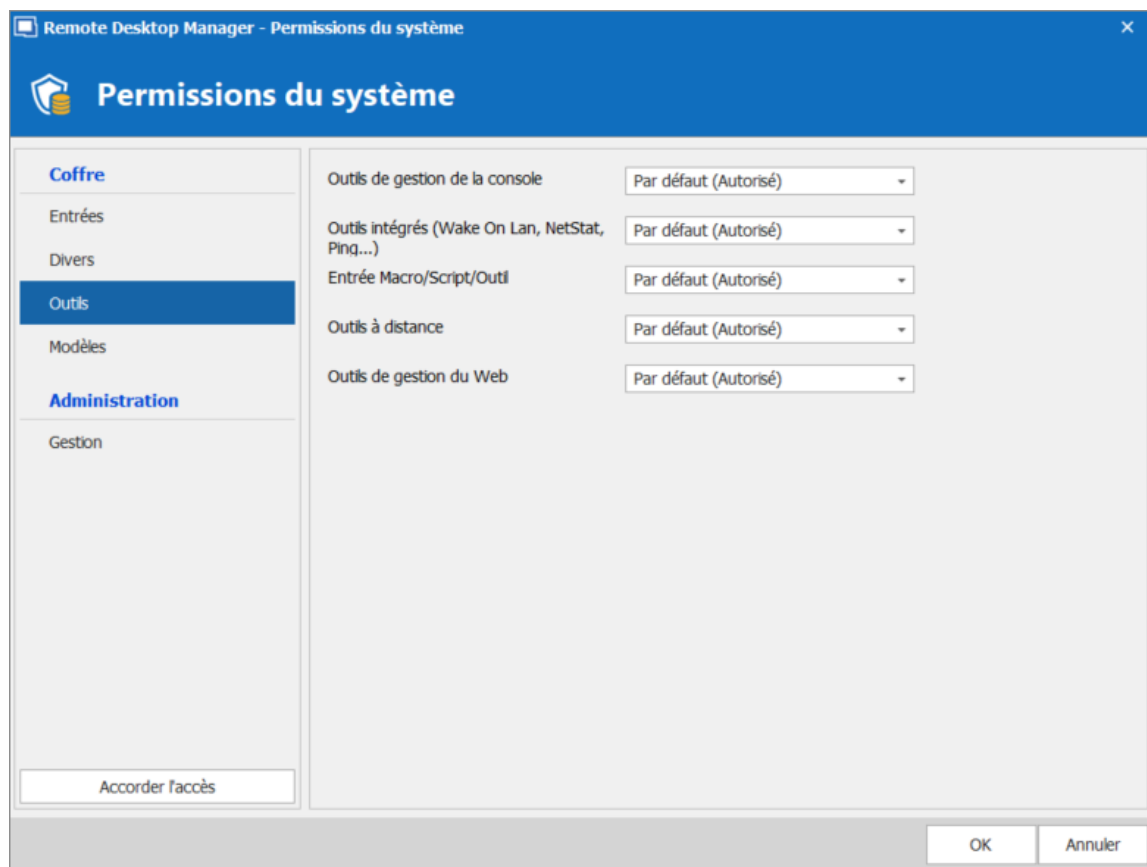 Remote Desktop Manager - Permissions du système
Permissions du système
Coffre
Entrées
Divers
Outils
Modèles
Administration
Gestion
Accorder l'accès
Outils de gestion de la console
Par défaut (Autorisé)
Outils intégrés (Wake On Lan, NetStat,
Ping...)
Par défaut (Autorisé)
Entrée Macro/Script/Outil
Par défaut (Autorisé)
Outils à distance
Par défaut (Autorisé)
Outils de gestion du Web
Par défaut (Autorisé)
OK
Annuler